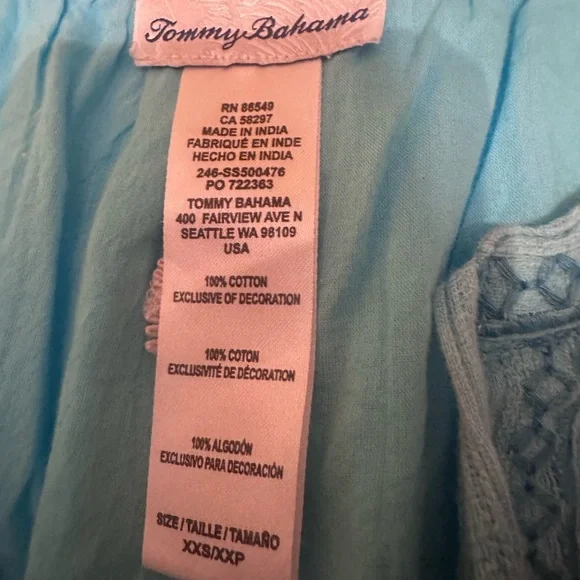 Tommy Bahama
RN 86549
CA 58297
MADE IN INDIA
FABRIQUÉ EN INDE
HECHO EN INDIA
246-SS500476
PO 722363
TOMMY BAHAMA
400 FAIRVIEW AVE N
SEATTLE WA 98109
USA
100% COTTON
EXCLUSIVE OF DECORATION
100% COTON
EXCLUSIVITÉ DE DÉCORATION
100% ALGODÓN
EXCLUSIVO PARA DECORACIÓN
SIZE / TAILLE / TAMAÑO
XXS/XXP